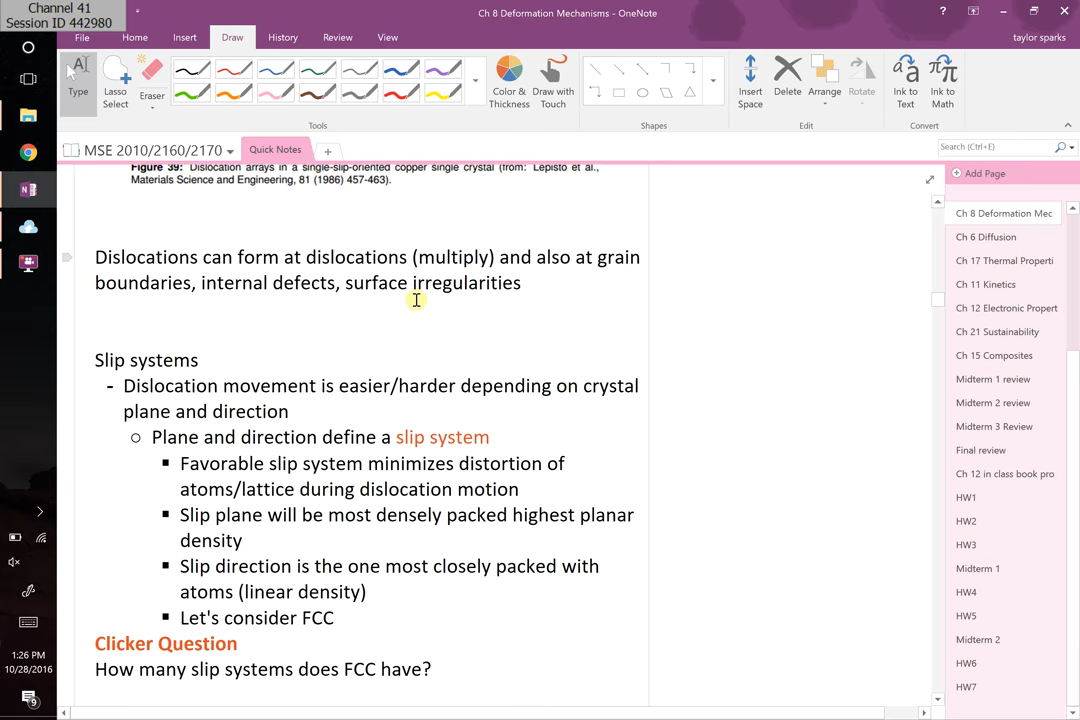 Channel 41
Session ID 442980
Ch 8 Deformation Mechanisms - OneNote
?
File
Home
Insert
Draw
History
Review
View
taylor sparks
Type
Lasso
Select
Eraser
Color &
Thickness
Draw with
Touch
Insert
Space
Delete
Arrange
Rotate
Ink to
Text
Ink to
Math
Tools
Shapes
Edit
Convert
MSE 2010/2160/2170
Quick Notes
Search (Ctrl+E)
Figure 39: Dislocation arrays in a single-slip-oriented copper single crystal (from: Lepisto et al.,
Materials Science and Engineering, 81 (1986) 457-463).
Dislocations can form at dislocations (multiply) and also at grain
boundaries, internal defects, surface irregularities
Slip systems
- Dislocation movement is easier/harder depending on crystal
plane and direction
○ Plane and direction define a slip system
▪ Favorable slip system minimizes distortion of
atoms/lattice during dislocation motion
▪ Slip plane will be most densely packed highest planar
density
▪ Slip direction is the one most closely packed with
atoms (linear density)
▪ Let's consider FCC
Clicker Question
How many slip systems does FCC have?
Add Page
Ch 8 Deformation Mec
Ch 6 Diffusion
Ch 17 Thermal Properti
Ch 11 Kinetics
Ch 12 Electronic Propert
Ch 21 Sustainability
Ch 15 Composites
Midterm 1 review
Midterm 2 review
Midterm 3 Review
Final review
Ch 12 in class book pro
HW1
HW2
HW3
Midterm 1
HW4
HW5
Midterm 2
HW6
HW7
1:26 PM
10/28/2016
9